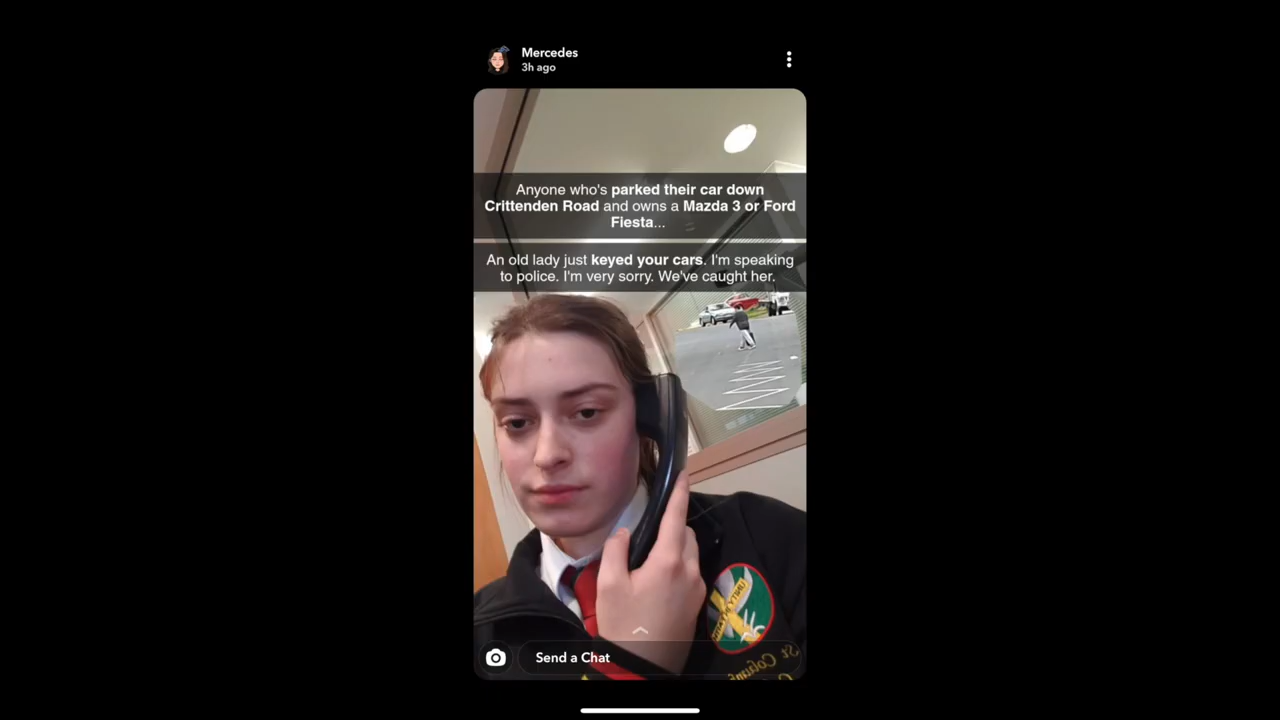 Mercedes
3h ago
Anyone who's parked their car down
Crittenden Road and owns a Mazda 3 or Ford
Fiesta...
An old lady just keyed your cars. I'm speaking
to police. I'm very sorry. We've caught her.
St
Send a Chat